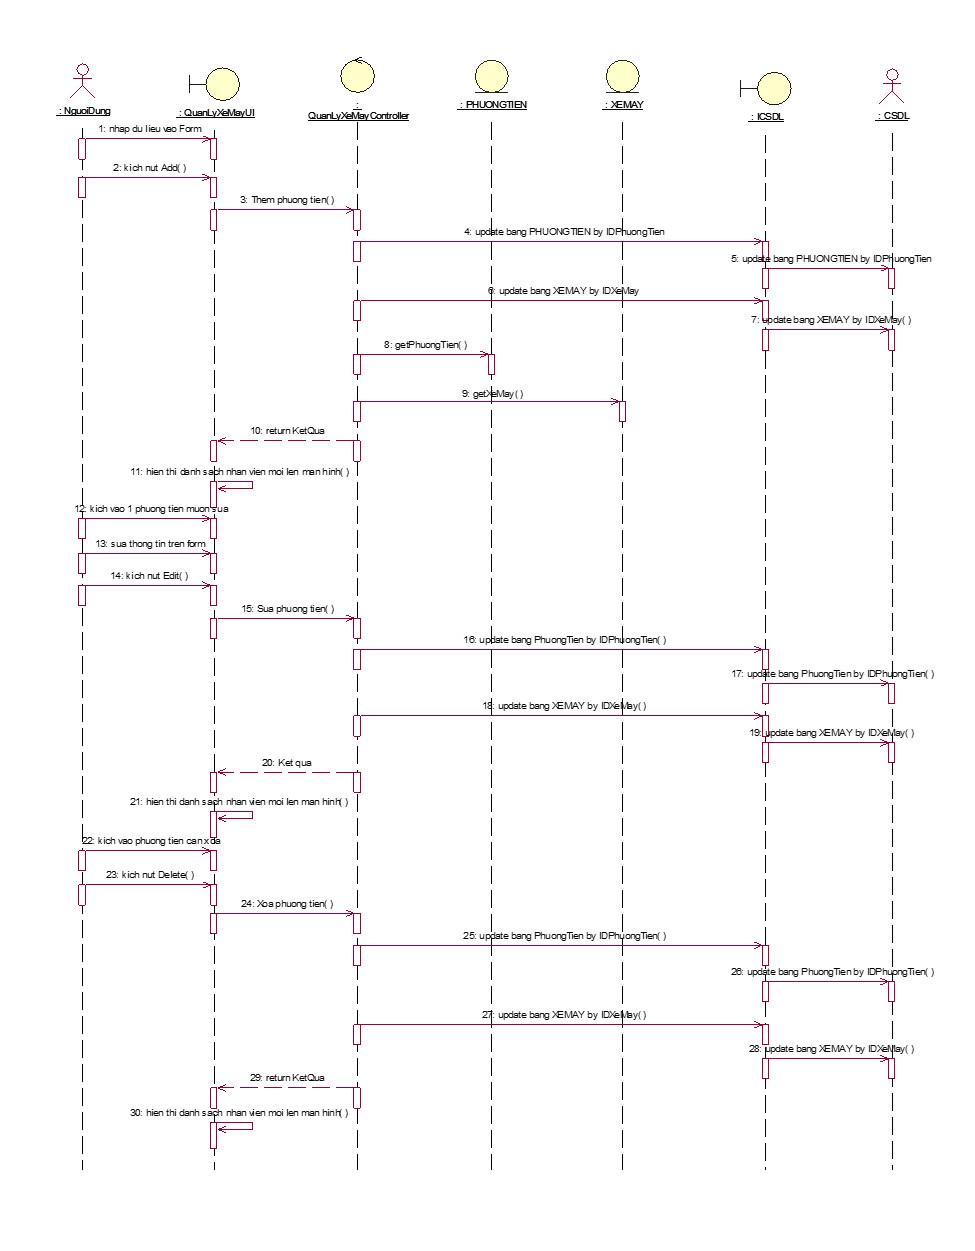 : NguoiDung
: QuanLyXeMayUI
:
QuanLyXeMayController
: PHUONGTIEN
: XEMAY
: ICSDL
: CSDL
1: nhap du lieu vao Form
2: kich nut Add( )
3: Them phuong tien( )
4: update bang PHUONGTIEN by IDPhuongTien
5: update bang PHUONGTIEN by IDPhuongTien
6: update bang XEMAY by IDXeMay
7: update bang XEMAY by IDXeMay( )
8: getPhuongTien( )
9: getXeMay( )
10: return KetQua
11: hien thi danh sach nhan vien moi len man hinh( )
12: kich vao 1 phuong tien muon sua
13: sua thong tin tren form
14: kich nut Edit( )
15: Sua phuong tien( )
16: update bang PhuongTien by IDPhuongTien( )
17: update bang PhuongTien by IDPhuongTien( )
18: update bang XEMAY by IDXeMay( )
19: update bang XEMAY by IDXeMay( )
20: Ket qua
21: hien thi danh sach nhan vien moi len man hinh( )
22: kich vao phuong tien can xoa
23: kich nut Delete( )
24: Xoa phuong tien( )
25: update bang PhuongTien by IDPhuongTien( )
26: update bang PhuongTien by IDPhuongTien( )
27: update bang XEMAY by IDXeMay( )
28: update bang XEMAY by IDXeMay( )
29: return KetQua
30: hien thi danh sach nhan vien moi len man hinh( )